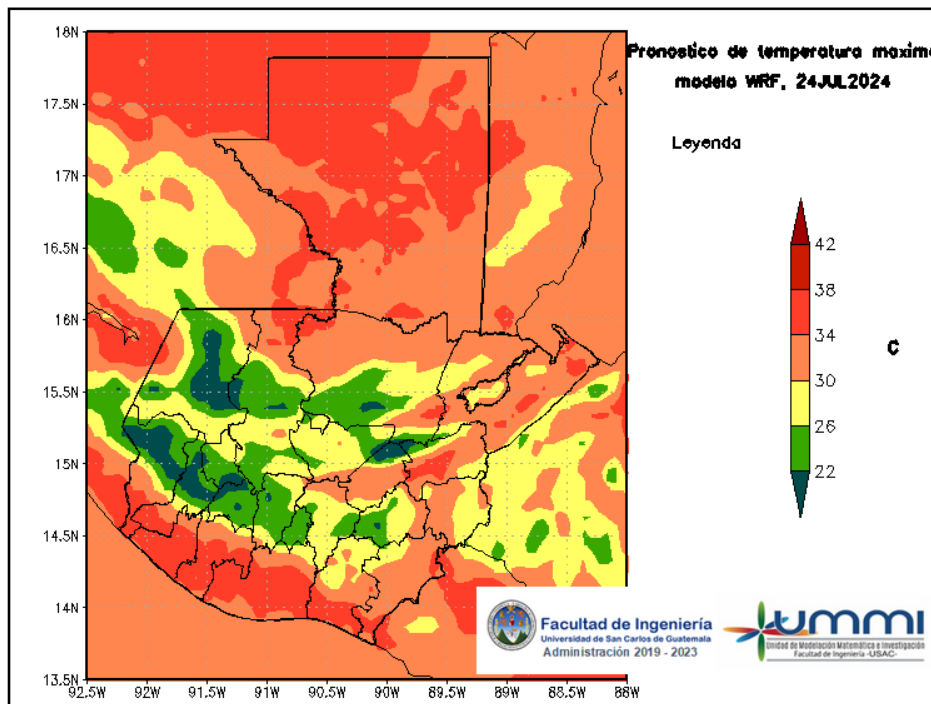 Pronostico de temperatura maxim
modelo WRF, 24JUL2024
Leyenda
18N
17.5N
17N
16.5N
16N
15.5N
15N
14.5N
14N
13.5N
92.5W 92W 91.5W 91W 90.5W 90W 89.5W 89W 88.5W 88W
42
38
34
30
26
22
C
Facultad de Ingeniería
Universidad de San Carlos de Guatemala
Administración 2019 - 2023
UMMI
Unidad de Modelación Matemática e Investigación
Facultad de Ingeniería -USAC-